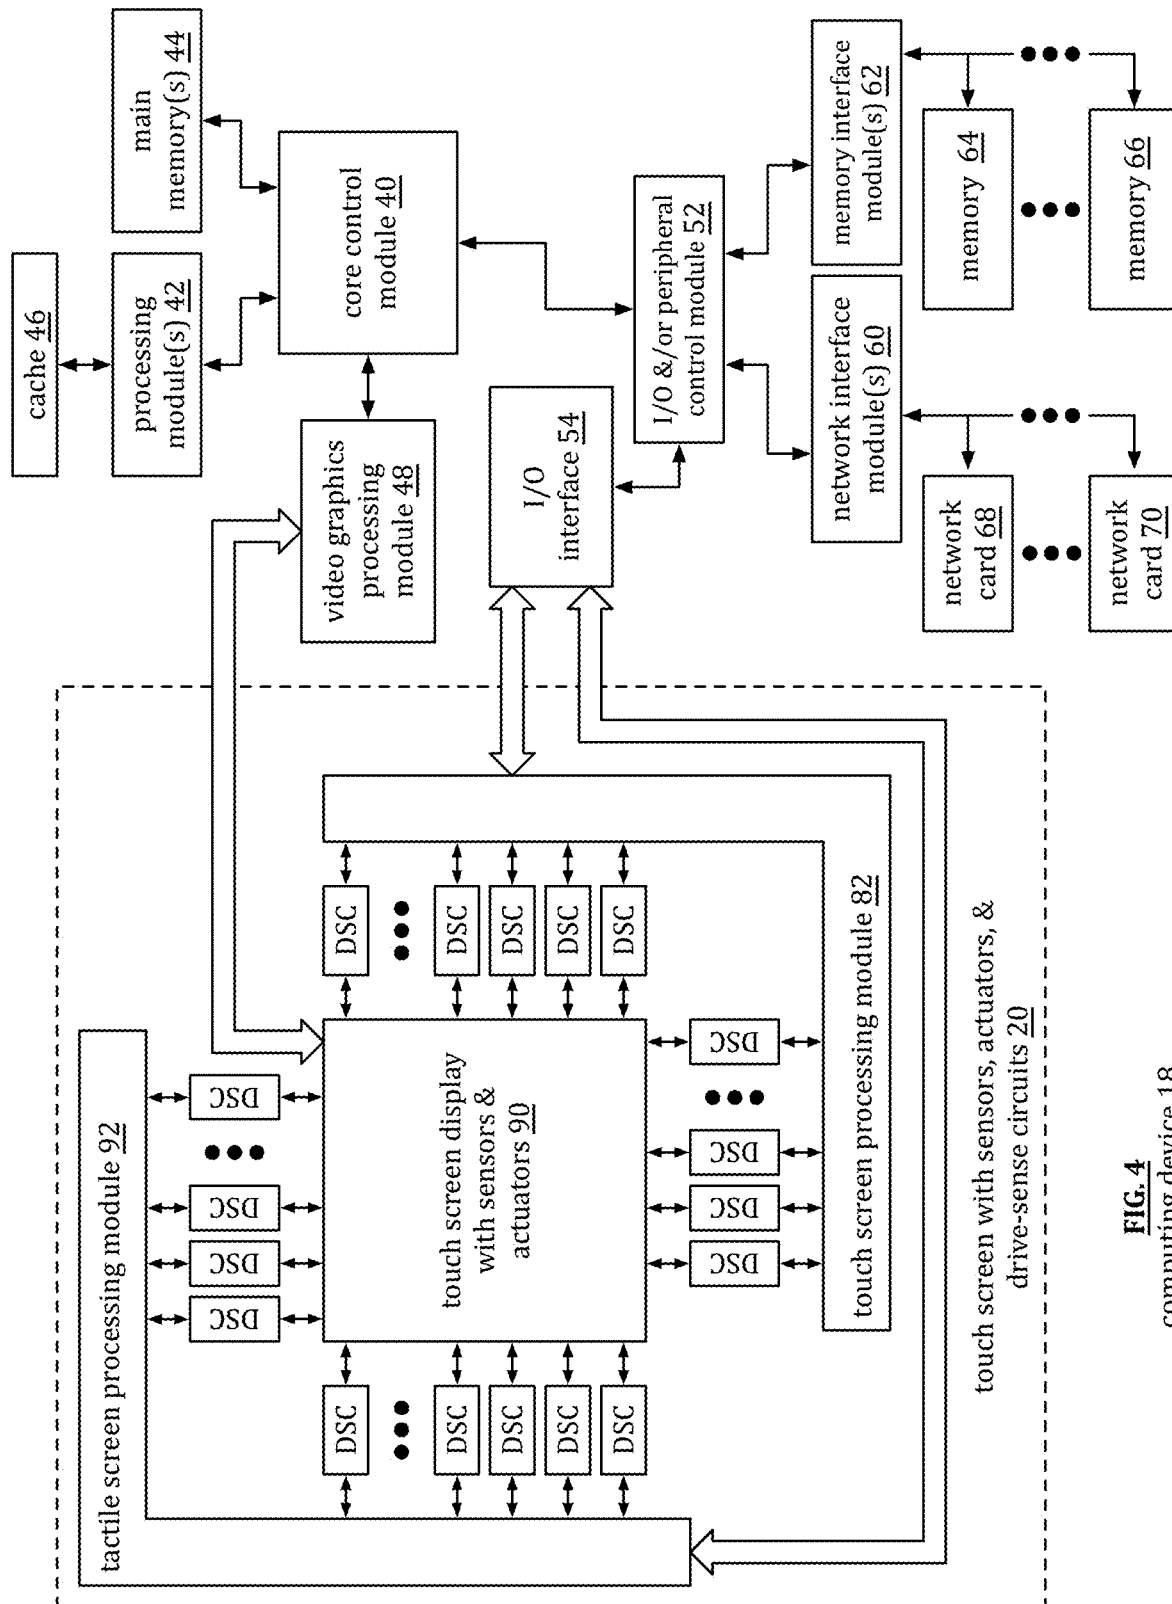 cache 46
tactile screen processing module 92
processing
module(s) 42
main
memory(s) 44
DSC
DSC
DSC
DSC
video graphics
processing
module 48
core control
module 40
DSC
DSC
DSC
DSC
DSC
touch screen display
with sensors &
actuators 90
DSC
DSC
DSC
DSC
DSC
I/O
interface 54
I/O &/or peripheral
control module 52
DSC
DSC
DSC
DSC
touch screen processing module 82
network interface
module(s) 60
memory interface
module(s) 62
touch screen with sensors, actuators, &
drive-sense circuits 20
network
card 68
memory 64
network
card 70
memory 66
FIG. 4
computing device 18